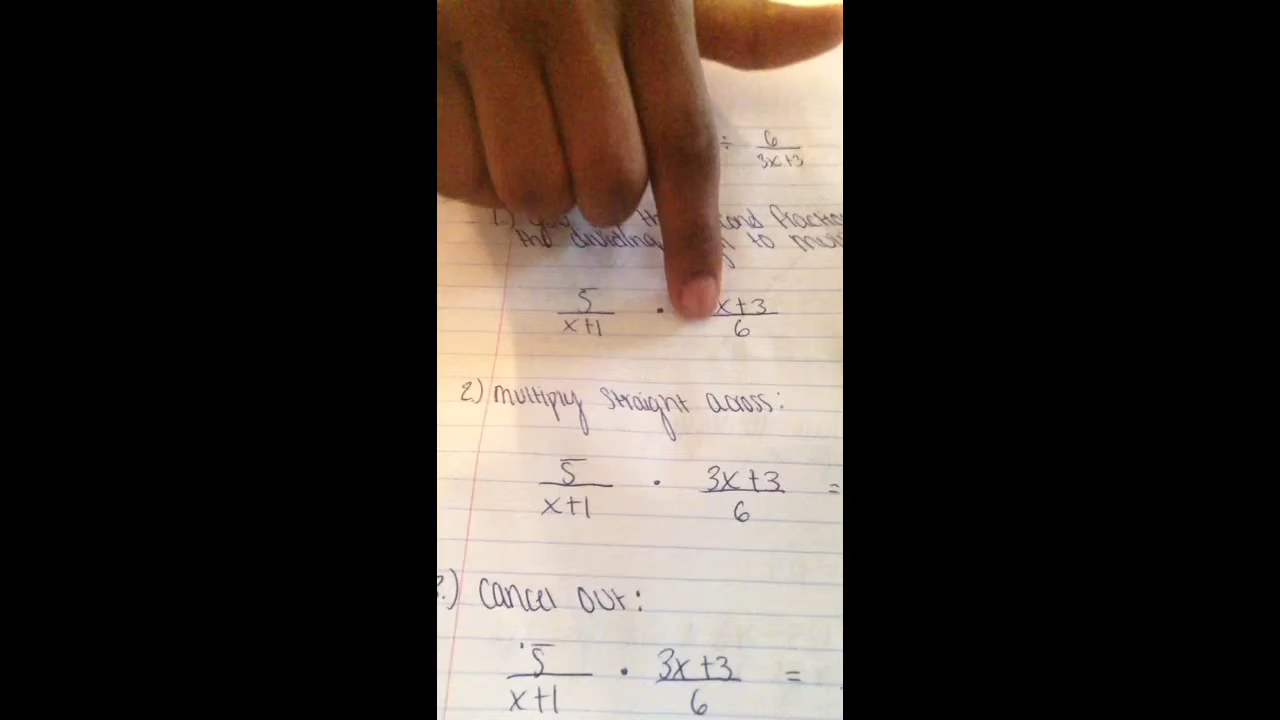 ÷ 6/3x+3
1.) the second fraction
the dividing to
5/x+1 · x+3/6
2.) multiply straight across:
5/x+1 · 3x+3/6 =
.) cancel out:
5/x+1 · 3x+3/6 =